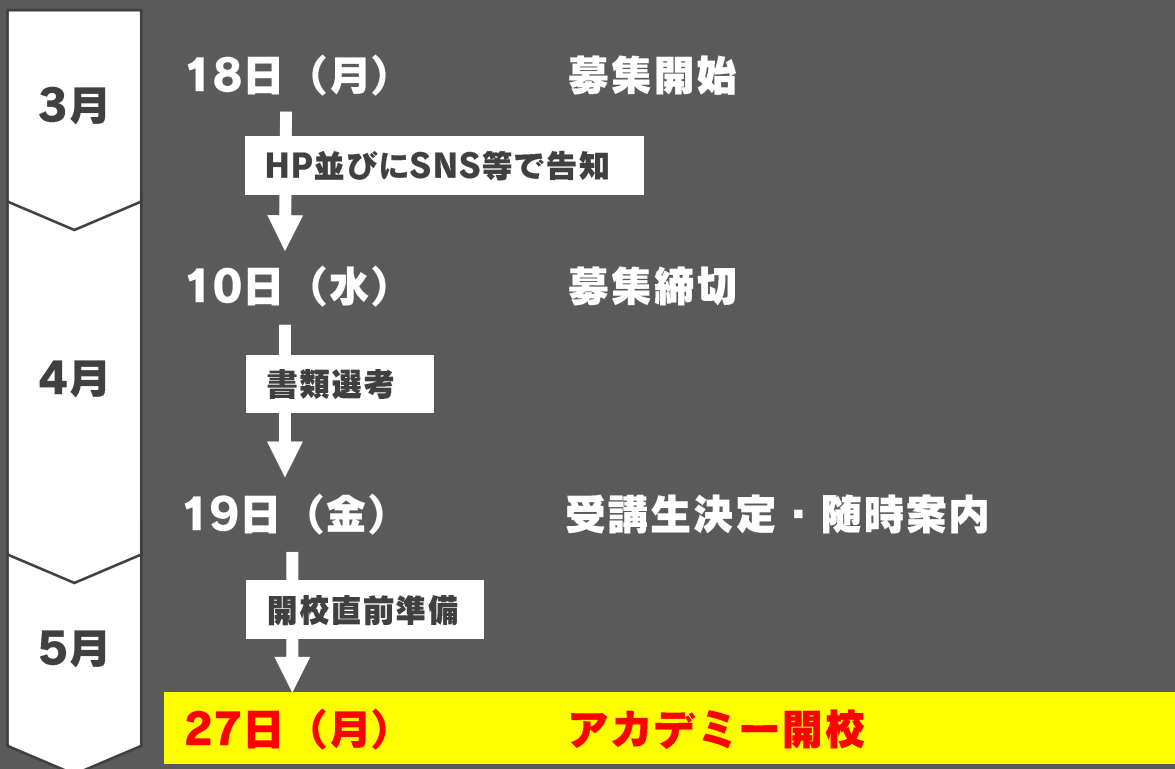 3月
18日（月） 募集開始
HP並びにSNS等で告知
4月
10日（水） 募集締切
書類選考
19日（金） 受講生決定・随時案内
5月
開校直前準備
27日（月） アカデミー開校